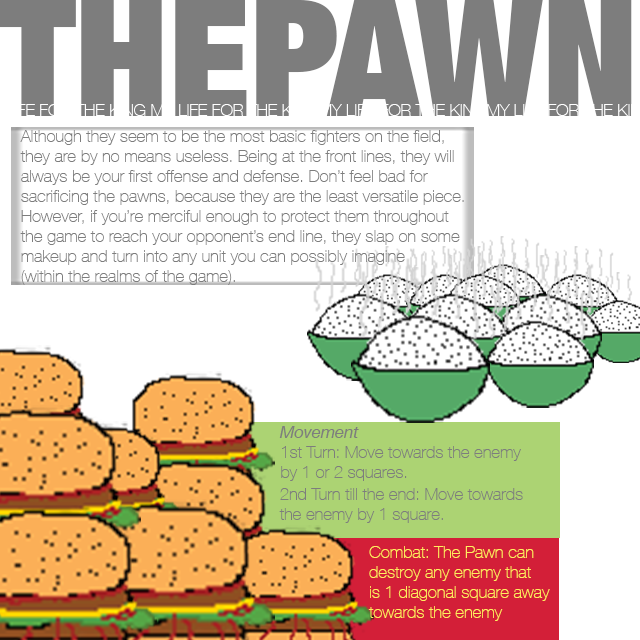 THEPAWN
FE FOR THE KING MY LIFE FOR THE KING MY LIFE FOR THE KING MY LIFE FOR THE KI
Although they seem to be the most basic fighters on the field,
they are by no means useless. Being at the front lines, they will
always be your first offense and defense. Don't feel bad for
sacrificing the pawns, because they are the least versatile piece.
However, if you're merciful enough to protect them throughout
the game to reach your opponent's end line, they slap on some
makeup and turn into any unit you can possibly imagine
(within the realms of the game).
Movement
1st Turn: Move towards the enemy
by 1 or 2 squares.
2nd Turn till the end: Move towards
the enemy by 1 square.
Combat: The Pawn can
destroy any enemy that
is 1 diagonal square away
towards the enemy